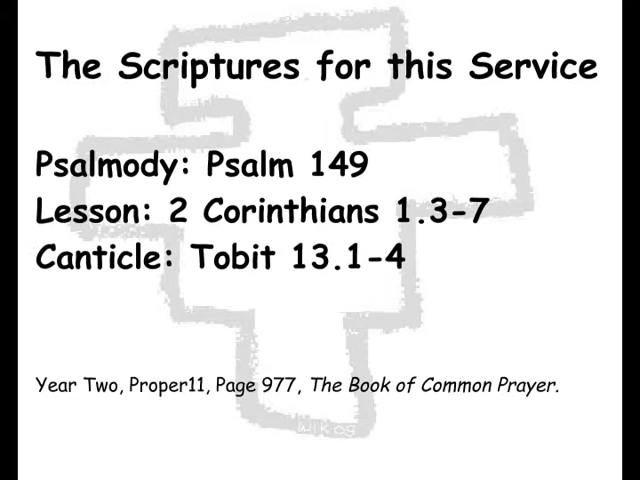 The Scriptures for this Service
Psalmody: Psalm 149
Lesson: 2 Corinthians 1.3-7
Canticle: Tobit 13.1-4
Year Two, Proper11, Page 977, The Book of Common Prayer.